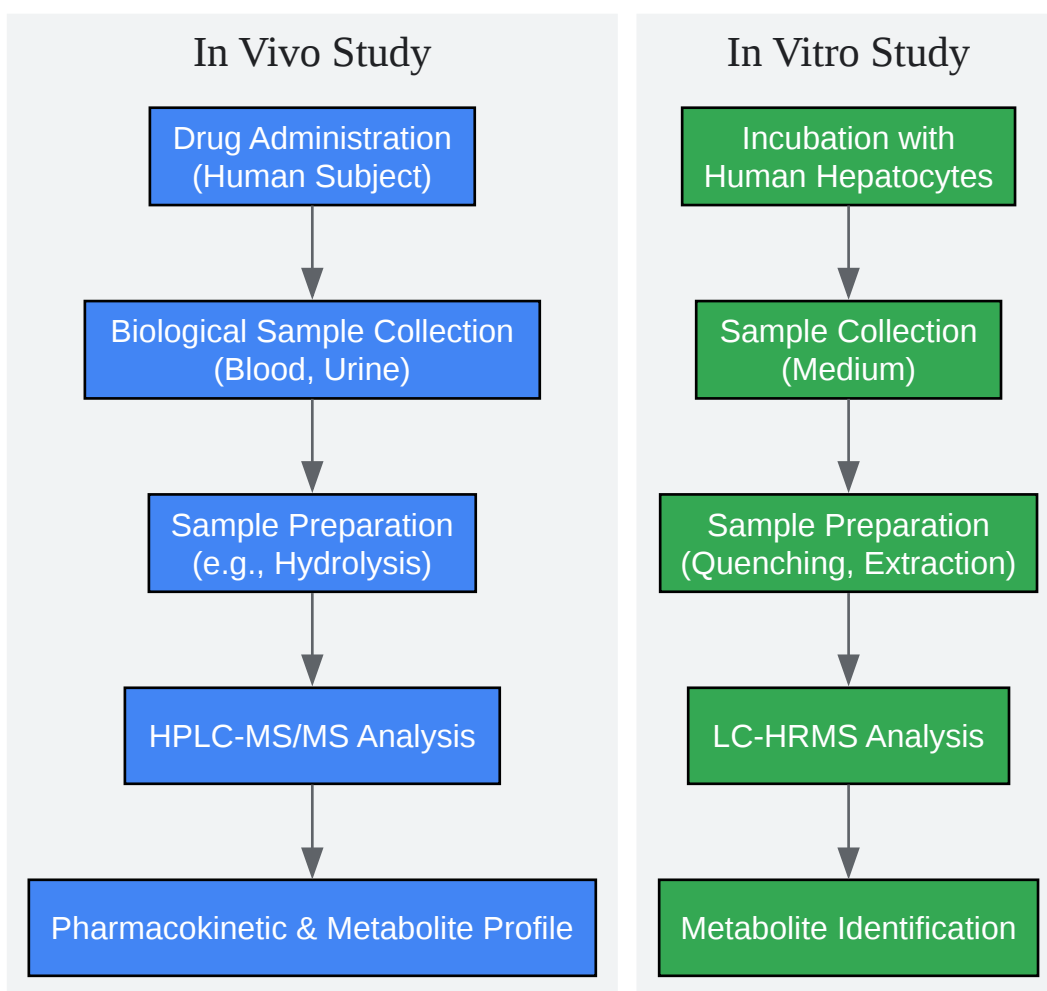 In Vivo Study
Drug Administration
(Human Subject)
Biological Sample Collection
(Blood, Urine)
Sample Preparation
(e.g., Hydrolysis)
HPLC-MS/MS Analysis
Pharmacokinetic & Metabolite Profile
In Vitro Study
Incubation with
Human Hepatocytes
Sample Collection
(Medium)
Sample Preparation
(Quenching, Extraction)
LC-HRMS Analysis
Metabolite Identification